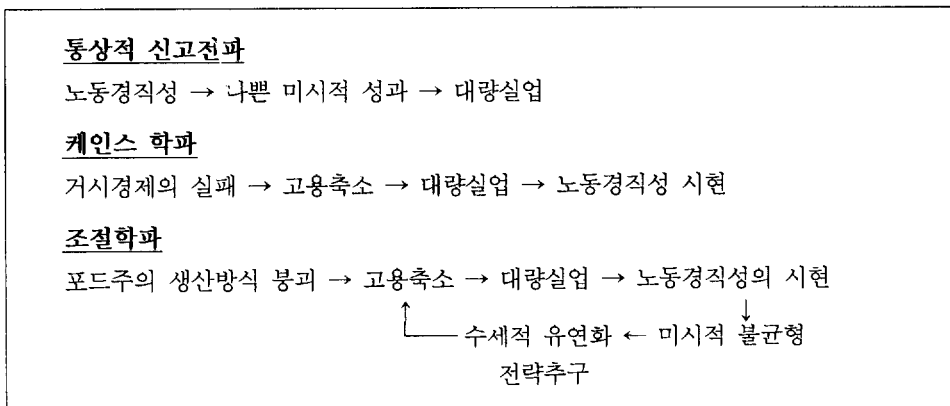 통상적 신고전파
노동경직성 → 나쁜 미시적 성과 → 대량실업
케인스 학파
거시경제의 실패 → 고용축소 → 대량실업 → 노동경직성 시현
조절학파
포드주의 생산방식 붕괴 → 고용축소 → 대량실업 → 노동경직성의 시현
수세적 유연화 ← 미시적 불균형
전략추구